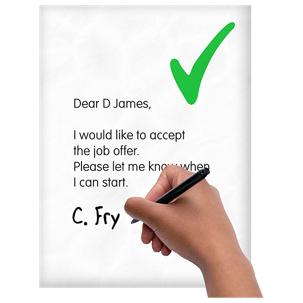 Dear D James,
I would like to accept
the job offer.
Please let me know when
I can start.
C. Fry